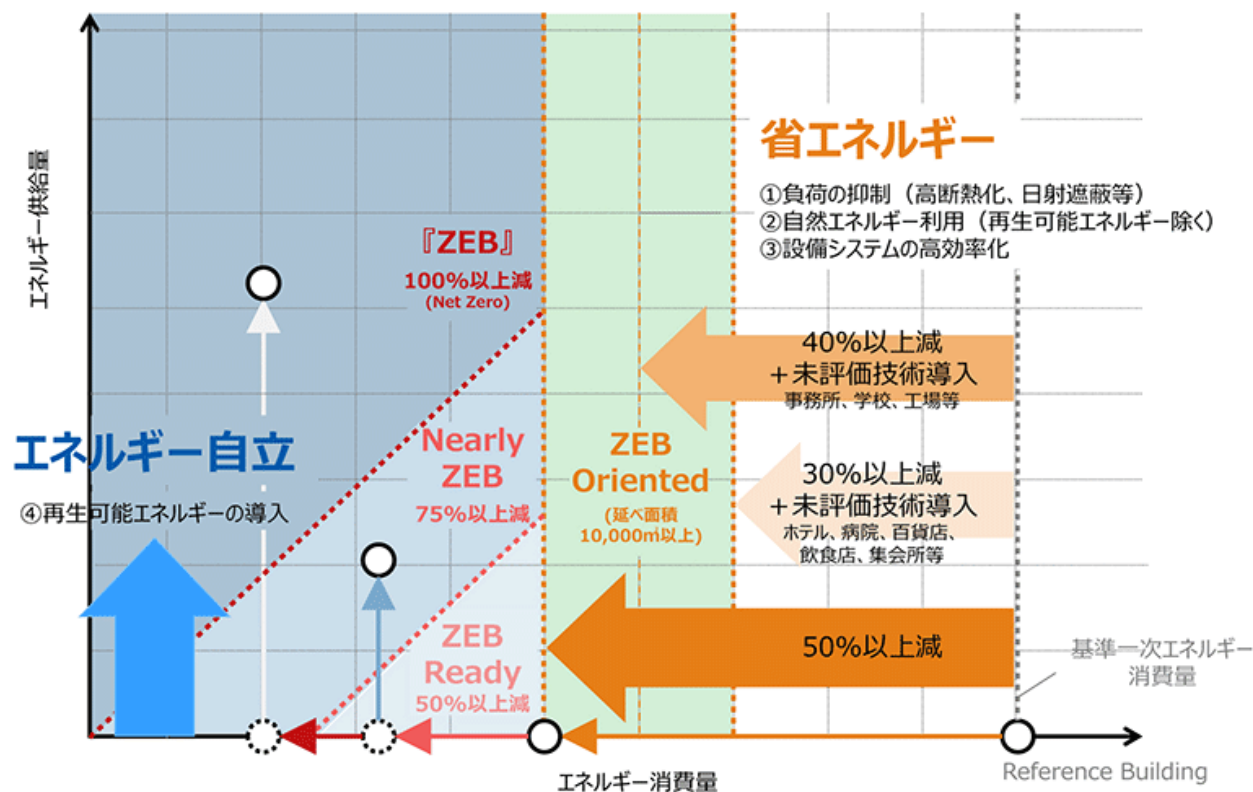 エネルギー供給量
省エネルギー
①負荷の抑制（高断熱化、日射遮蔽等）
②自然エネルギー利用（再生可能エネルギー除く）
③設備システムの高効率化
『ZEB』
100%以上減
(Net Zero)
40%以上減
＋未評価技術導入
事務所、学校、工場等
エネルギー自立
④再生可能エネルギーの導入
Nearly
ZEB
75%以上減
ZEB
Oriented
(延べ面積
10,000㎡以上)
30%以上減
＋未評価技術導入
ホテル、病院、百貨店、
飲食店、集会所等
ZEB
Ready
50%以上減
50%以上減
基準一次エネルギー
消費量
エネルギー消費量
Reference Building